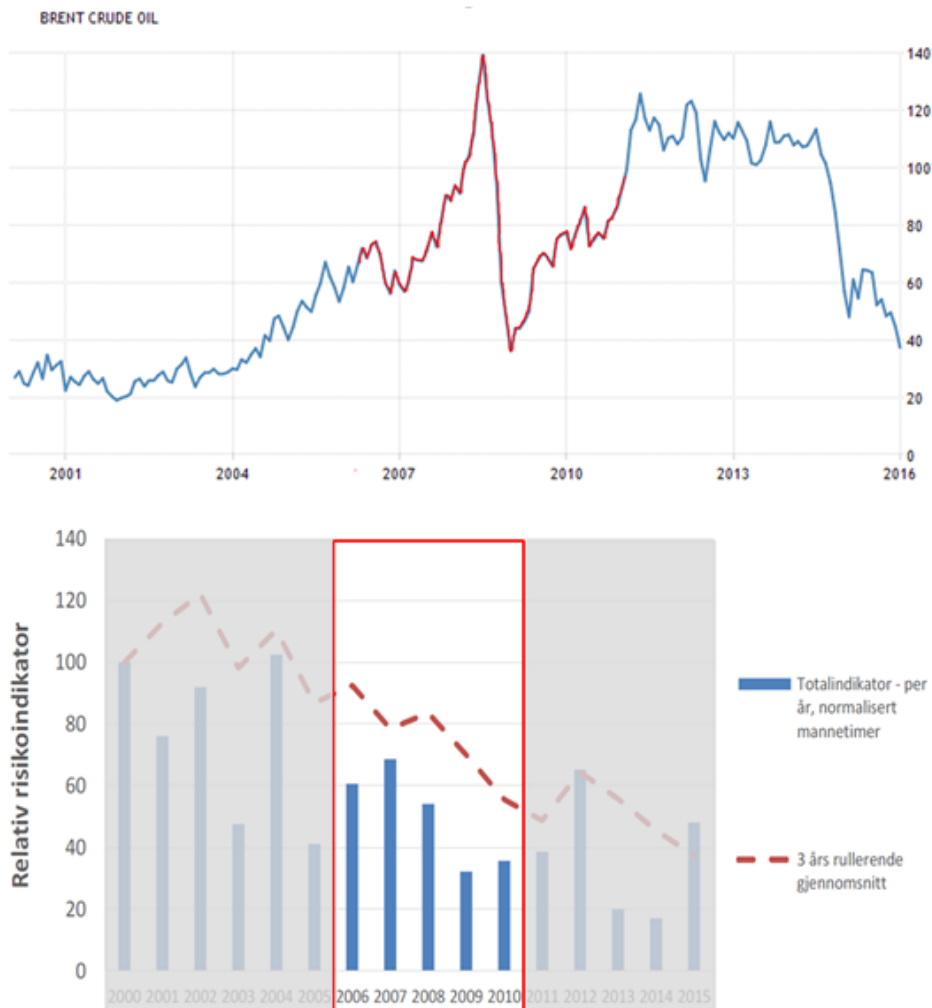 BRENT CRUDE OIL
140
120
100
80
60
40
20
0
2001 2004 2007 2010 2013 2016
Relativ risikoindikator
140
120
100
80
60
40
20
0
2000 2001 2002 2003 2004 2005 2006 2007 2008 2009 2010 2011 2012 2013 2014 2015
Totalindikator - per
år, normalisert
mannetimer
3 års rullerende
gjennomsnitt